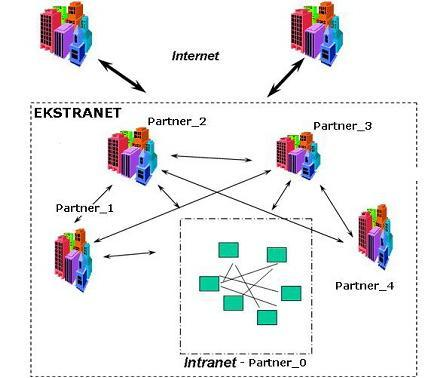 Internet
EKSTRANET
Partner_2
Partner_3
Partner_1
Partner_4
Intranet - Partner_0